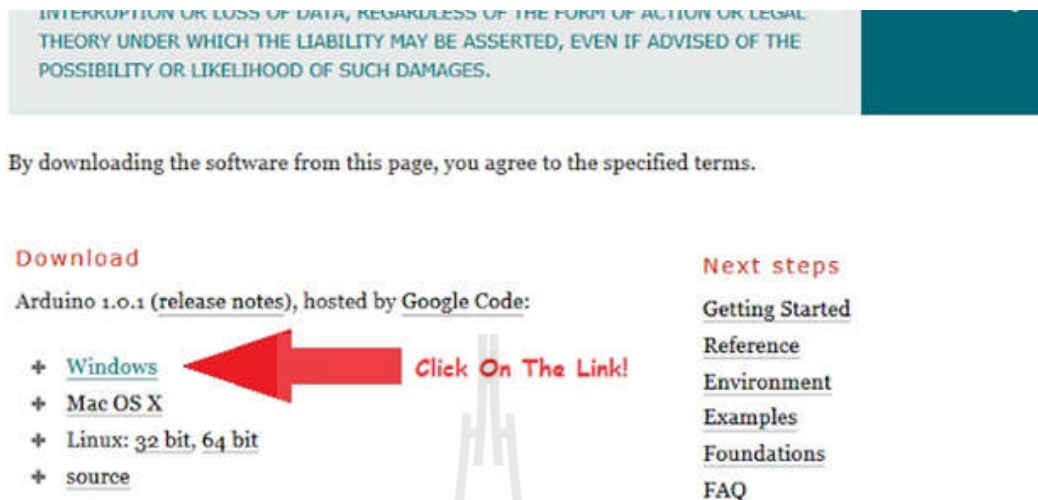 INTERRUPTION OR LOSS OF DATA, REGARDLESS OF THE FORM OF ACTION OR LEGAL
THEORY UNDER WHICH THE LIABILITY MAY BE ASSERTED, EVEN IF ADVISED OF THE
POSSIBILITY OR LIKELIHOOD OF SUCH DAMAGES.
By downloading the software from this page, you agree to the specified terms.
Download
Arduino 1.0.1 (release notes), hosted by Google Code:
Windows
Click On The Link!
Mac OS X
Linux: 32 bit, 64 bit
source
Next steps
Getting Started
Reference
Environment
Examples
Foundations
FAQ